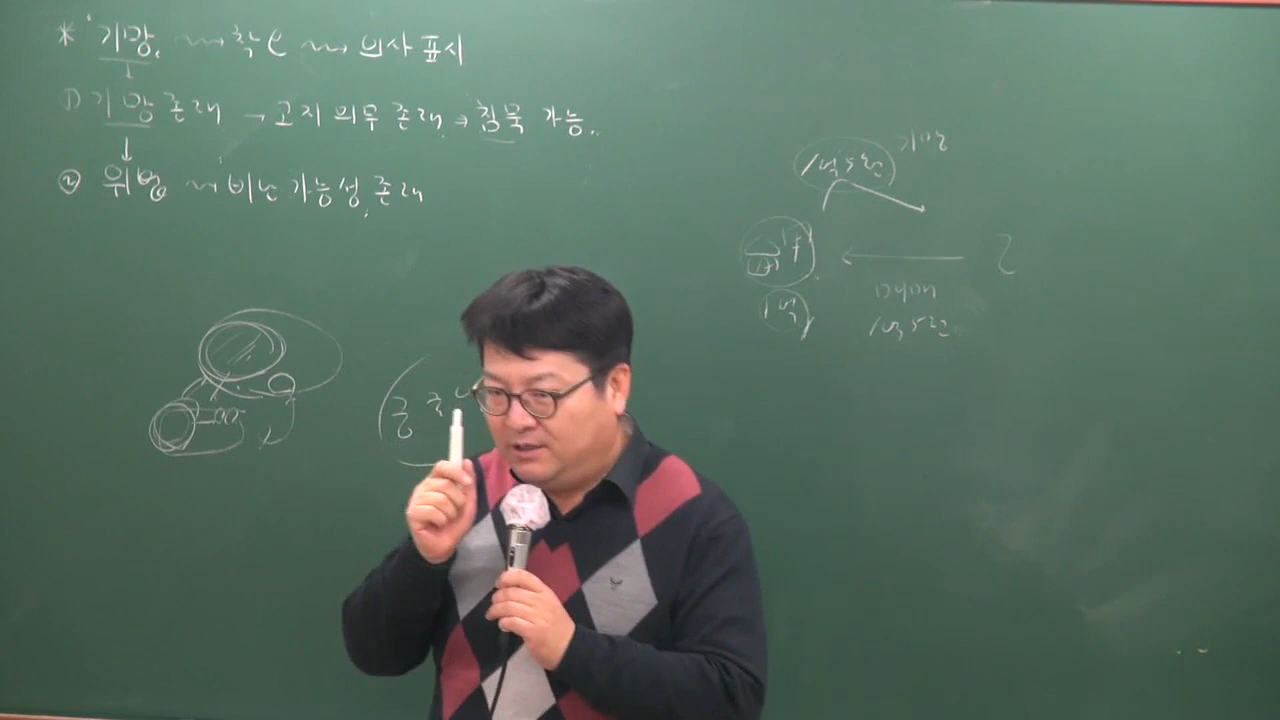 * 기망 → 착오 → 의사표시
① 기망존재 → 고지의무 존재 → 침묵 가능
② 위법 → 비난가능성 존재
1억5천
기망
매매
1억
1억5천